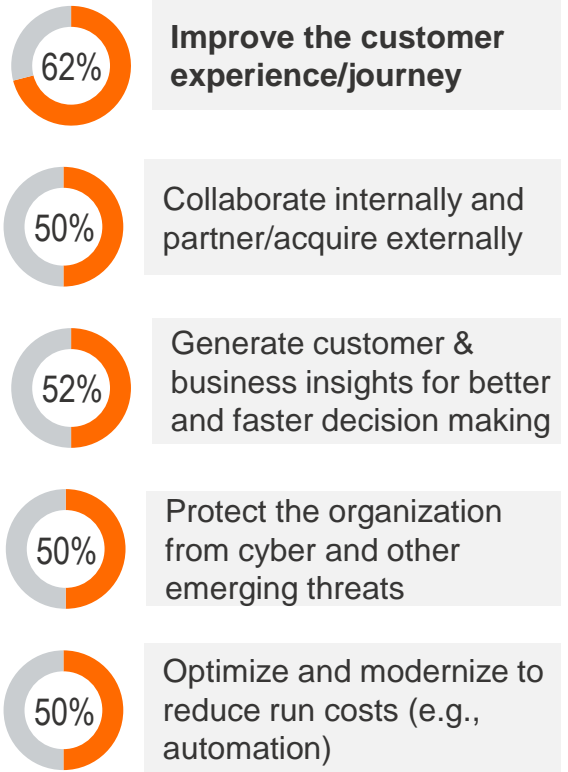 62%
Improve the customer
experience/journey
50%
Collaborate internally and
partner/acquire externally
52%
Generate customer &
business insights for better
and faster decision making
50%
Protect the organization
from cyber and other
emerging threats
50%
Optimize and modernize to
reduce run costs (e.g.,
automation)